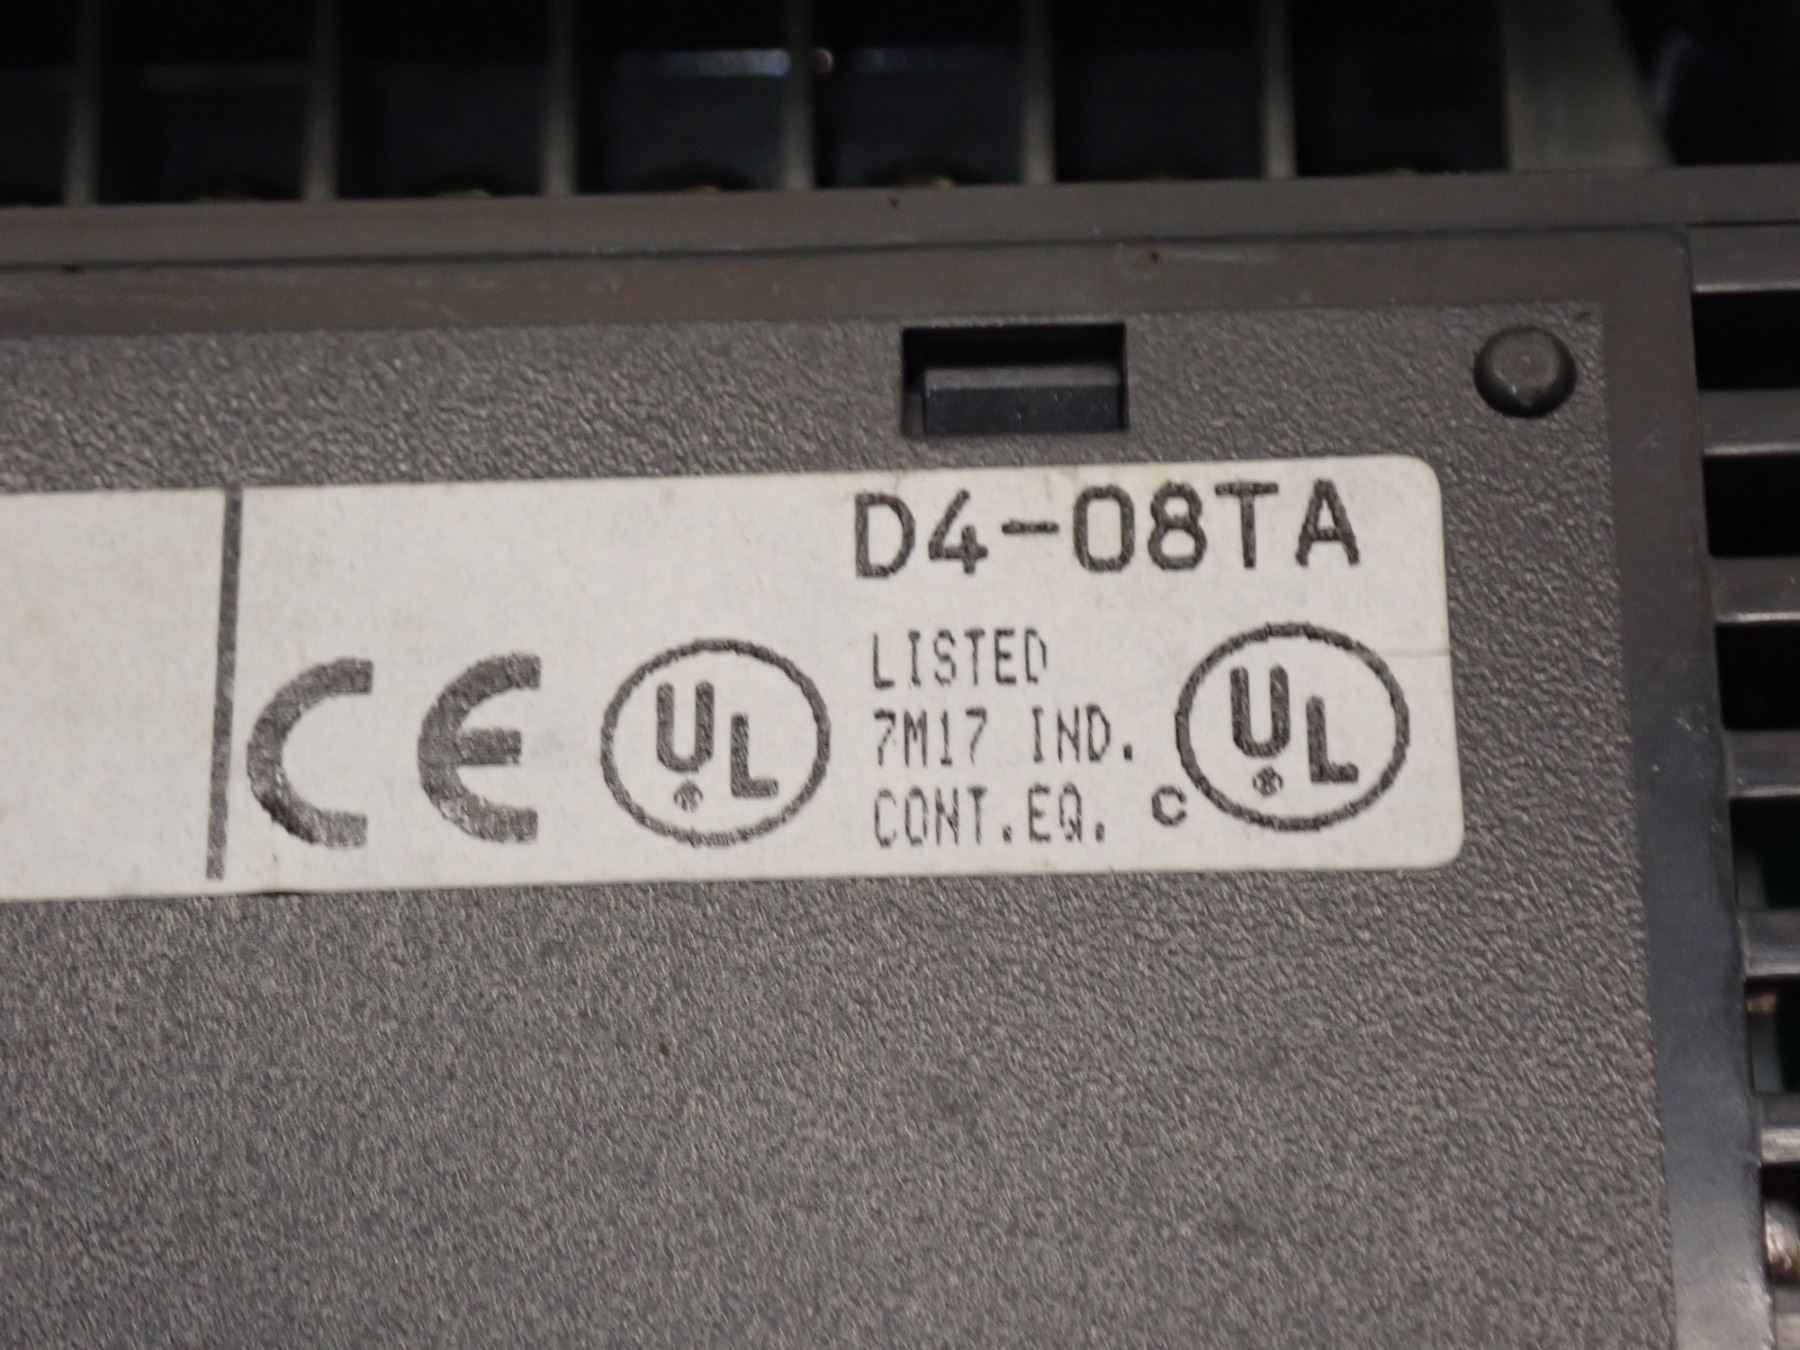 D4-08TA
CE UL® LISTED c UL®
7M17 IND.
CONT.EQ.